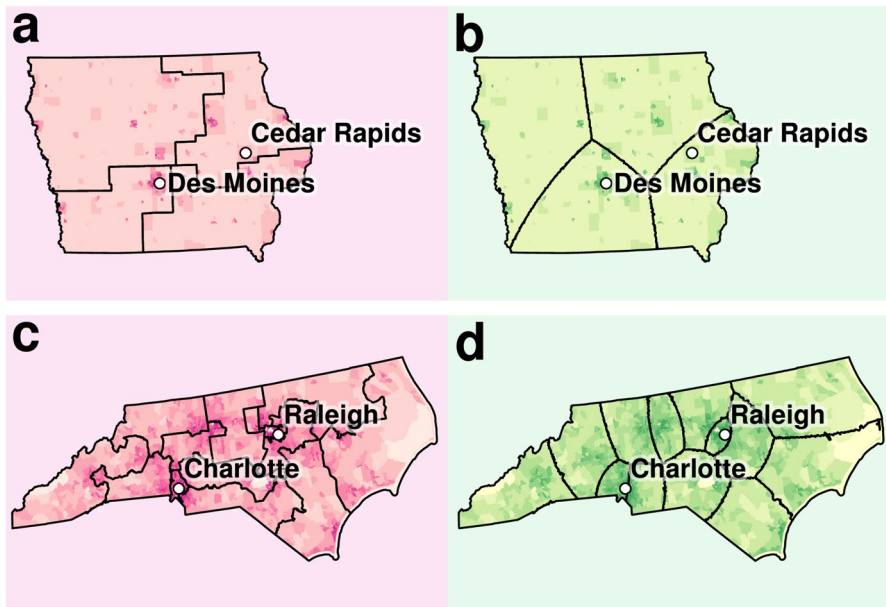 a
Cedar Rapids
Des Moines
b
Cedar Rapids
Des Moines
c
Raleigh
Charlotte
d
Raleigh
Charlotte